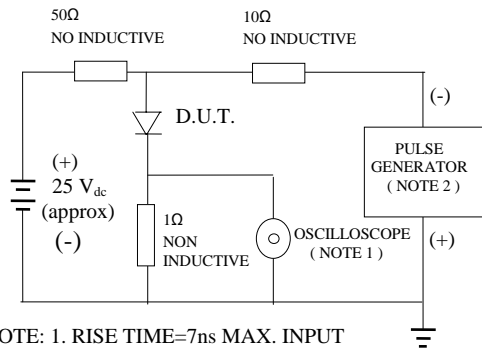 50Ω
NO INDUCTIVE
10Ω
NO INDUCTIVE
(-)
D.U.T.
PULSE
GENERATOR
( NOTE 2 )
(+)
25 Vdc
(approx)
(-)
1Ω
NON
INDUCTIVE
OSCILLOSCOPE
( NOTE 1 )
(+)
OTE: 1. RISE TIME=7ns MAX. INPUT